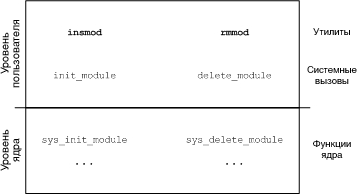 Уровень пользователя
insmod rmmod Утилиты
init_module delete_module Системные вызовы
Уровень ядра
sys_init_module sys_delete_module Функции ядра
... ...